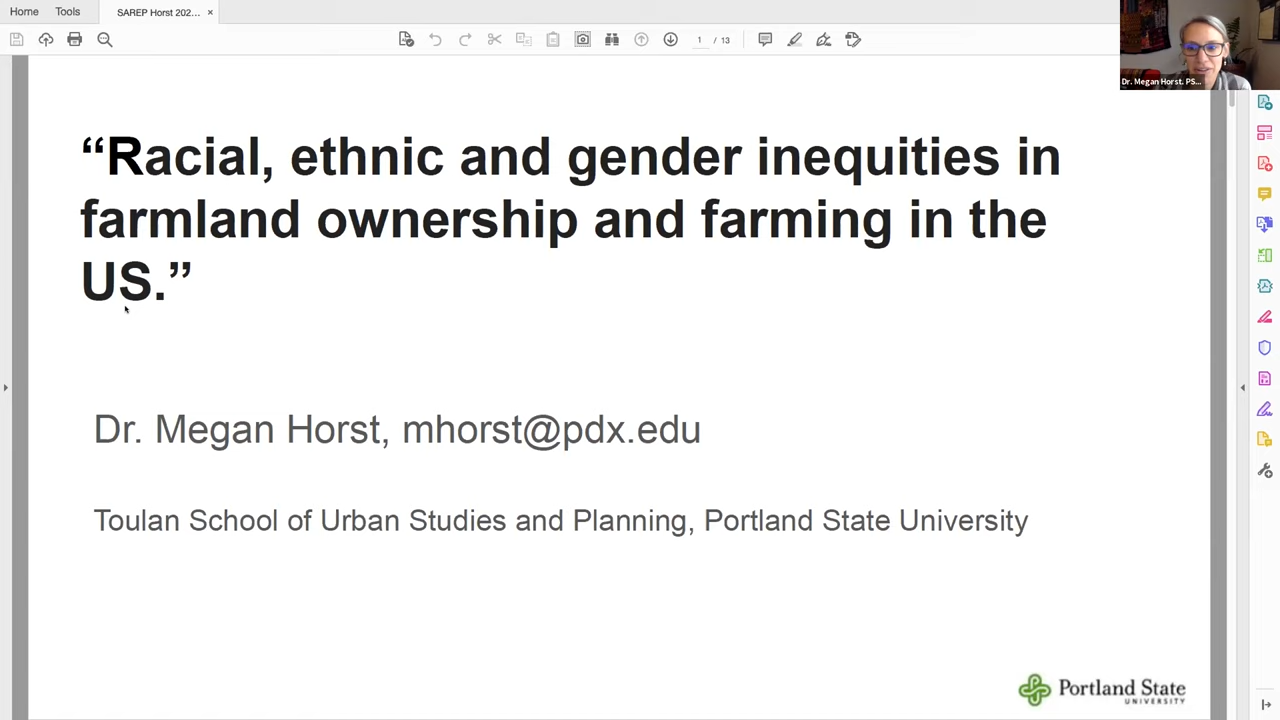 Home
Tools
SAREP Horst 202...
×
1 / 13
Dr. Megan Horst. PS...
“Racial, ethnic and gender inequities in
farmland ownership and farming in the
US.”
Dr. Megan Horst, mhorst@pdx.edu
Toulan School of Urban Studies and Planning, Portland State University
Portland State
UNIVERSITY